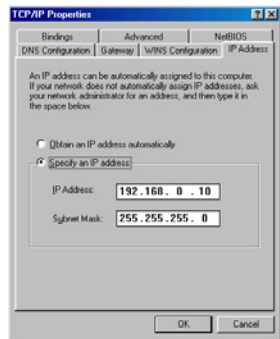 TCP/IP Properties
Bindings Advanced NetBIOS
DNS Configuration Gateway WINS Configuration IP Address
An IP address can be automatically assigned to this computer.
If your network does not automatically assign IP addresses, ask
your network administrator for an address, and then type it in
the space below.
Obtain an IP address automatically
Specify an IP address:
IP Address: 192.168. 0 .10
Subnet Mask: 255.255.255. 0
OK Cancel